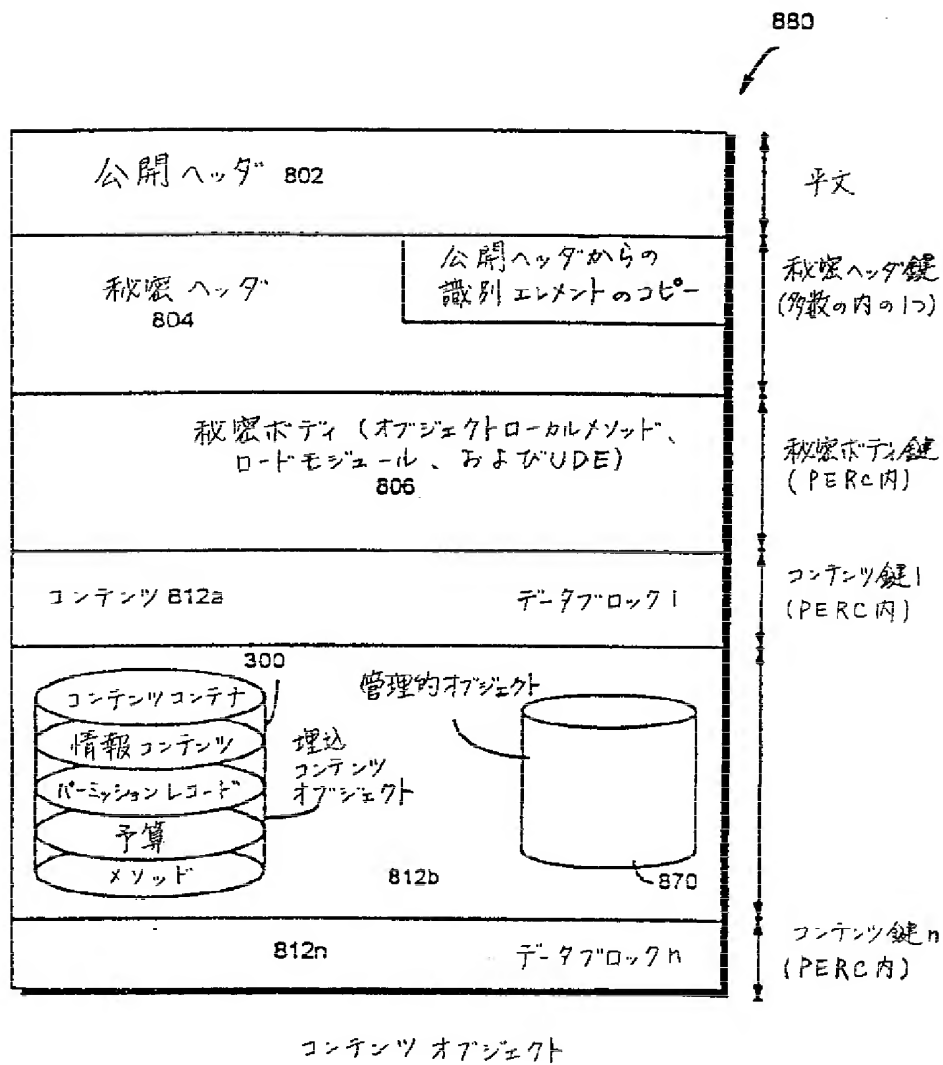 880
公開ヘッダ 802
平文
秘密ヘッダ
804
公開ヘッダからの
識別エレメントのコピー
秘密ヘッダ鍵
(多数の内の1つ)
秘密ボディ (オブジェクトローカルメソッド、
ロードモジュール、およびUDE)
806
秘密ボディ鍵
(PERC内)
コンテンツ 812a
データブロック1
コンテンツ鍵1
(PERC内)
300
コンテンツコンテナ
情報コンテンツ
パーミッションレコード
予算
メソッド
埋込
コンテンツ
オブジェクト
管理的オブジェクト
812b
870
812n
データブロックn
コンテンツ鍵n
(PERC内)
コンテンツ オブジェクト